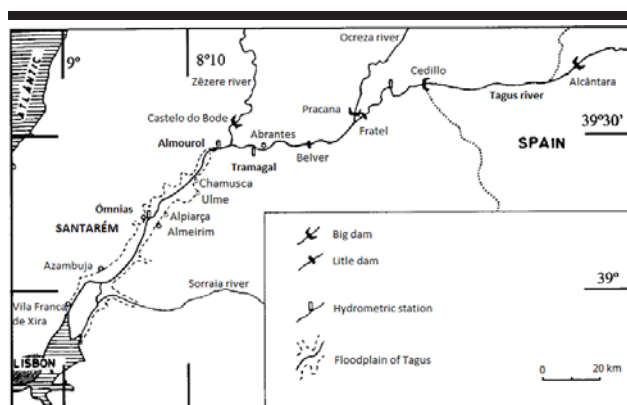 9º
8º10
Ocreza river
ATLÂNTIC
Zêzere river
Cedillo
Alcântara
Castelo do Bode
Pracana
Tagus river
Fratel
39º30'
Almourol
Abrantes
Belver
SPAIN
Tramagal
Chamusca
Ulme
Ómnias
SANTARÉM
Alpiarça
Almeirim
Big dam
Litle dam
Azambuja
39º
Sorraia river
Vila Franca
de Xira
Hydrometric station
Floodplain of Tagus
LISBON
0
20 km